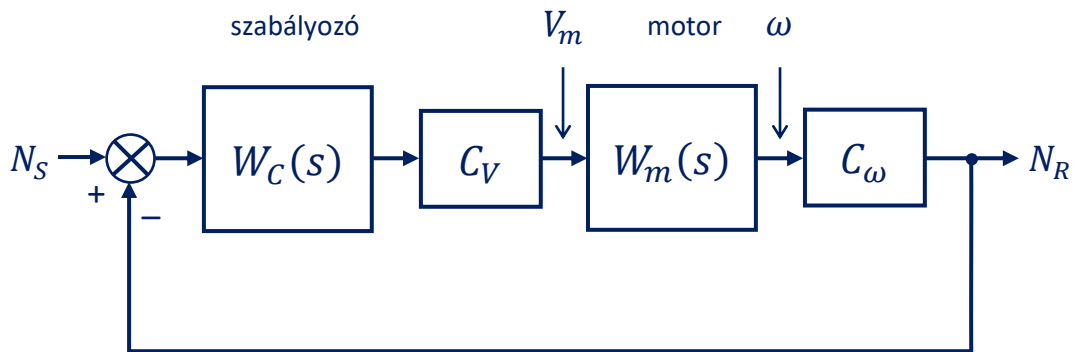 szabályozó
V_m
motor
ω
N_S
+
−
W_C(s)
C_V
W_m(s)
C_ω
N_R